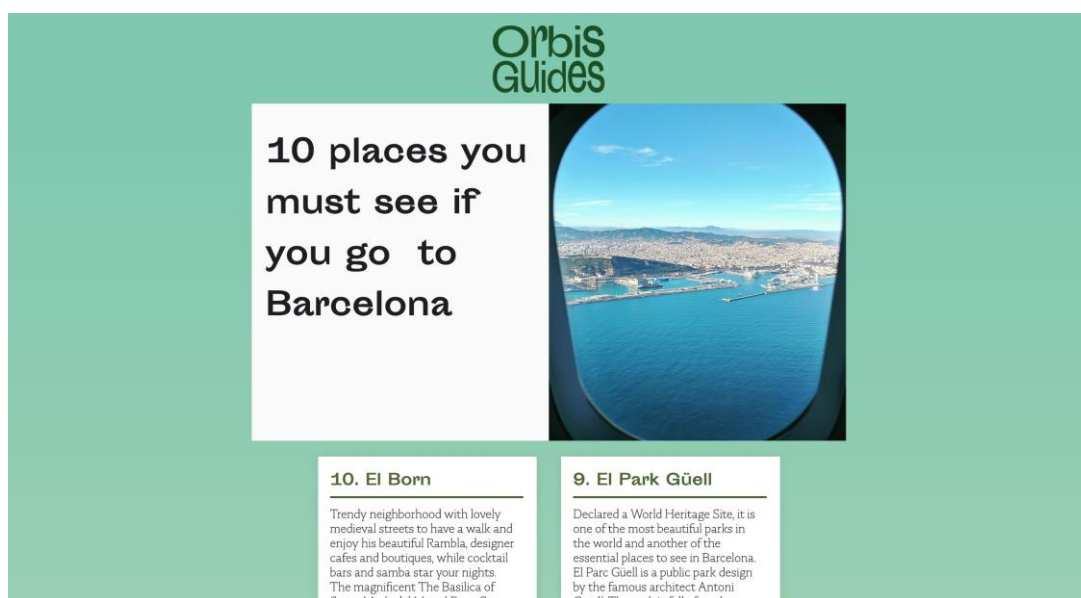 Orbis
Guides
10 places you
must see if
you go  to
Barcelona
10. El Born
Trendy neighborhood with lovely
medieval streets to have a walk and
enjoy his beautiful Rambla, designer
cafes and boutiques, while cocktail
bars and samba star your nights.
The magnificent The Basilica of
9. El Park Güell
Declared a World Heritage Site, it is
one of the most beautiful parks in
the world and another of the
essential places to see in Barcelona.
El Parc Güell is a public park design
by the famous architect Antoni